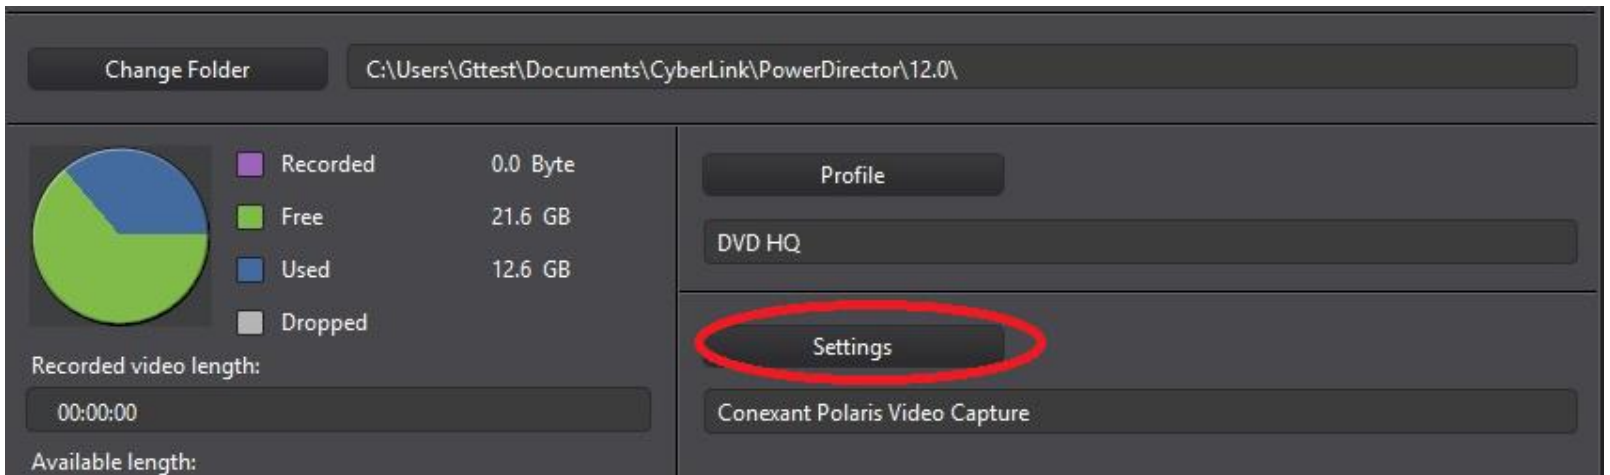 Change Folder C:\Users\Gttest\Documents\CyberLink\PowerDirector\12.0\
Recorded 0.0 Byte
Free 21.6 GB
Used 12.6 GB
Dropped
Recorded video length:
00:00:00
Available length:
Profile
DVD HQ
Settings
Conexant Polaris Video Capture